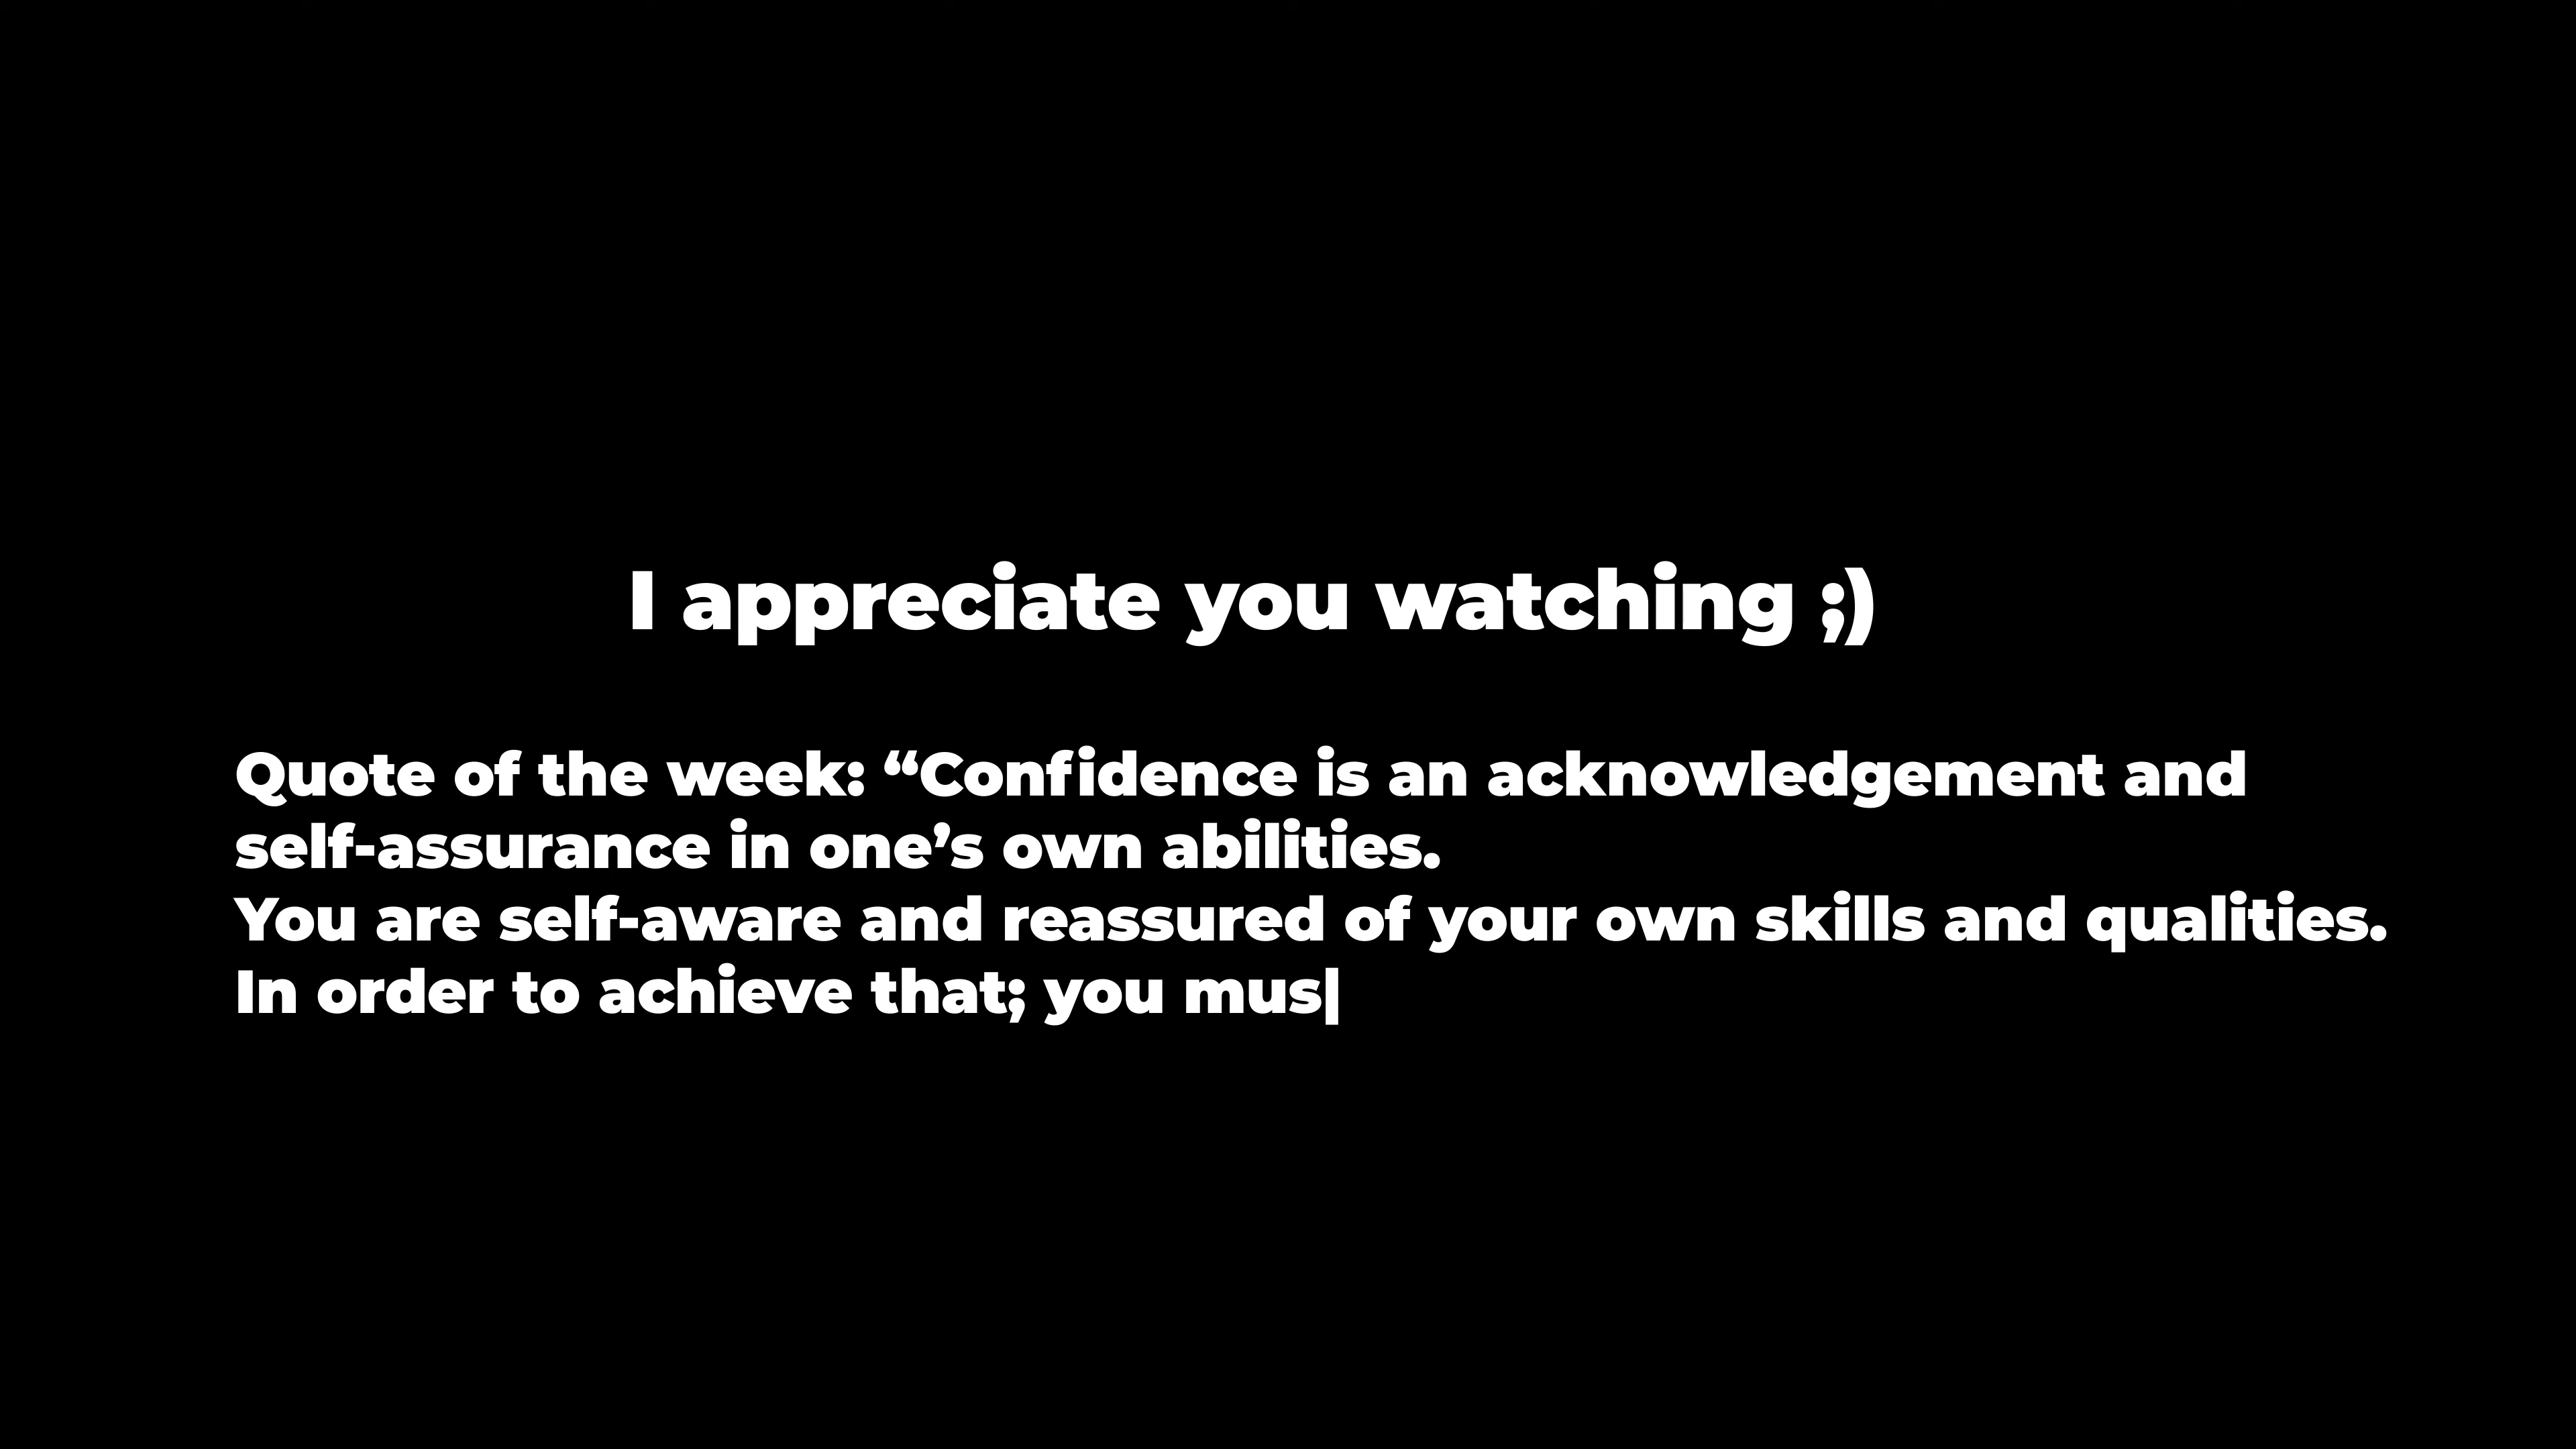 I appreciate you watching ;)
Quote of the week: “Confidence is an acknowledgement and
self-assurance in one’s own abilities.
You are self-aware and reassured of your own skills and qualities.
In order to achieve that; you mus|